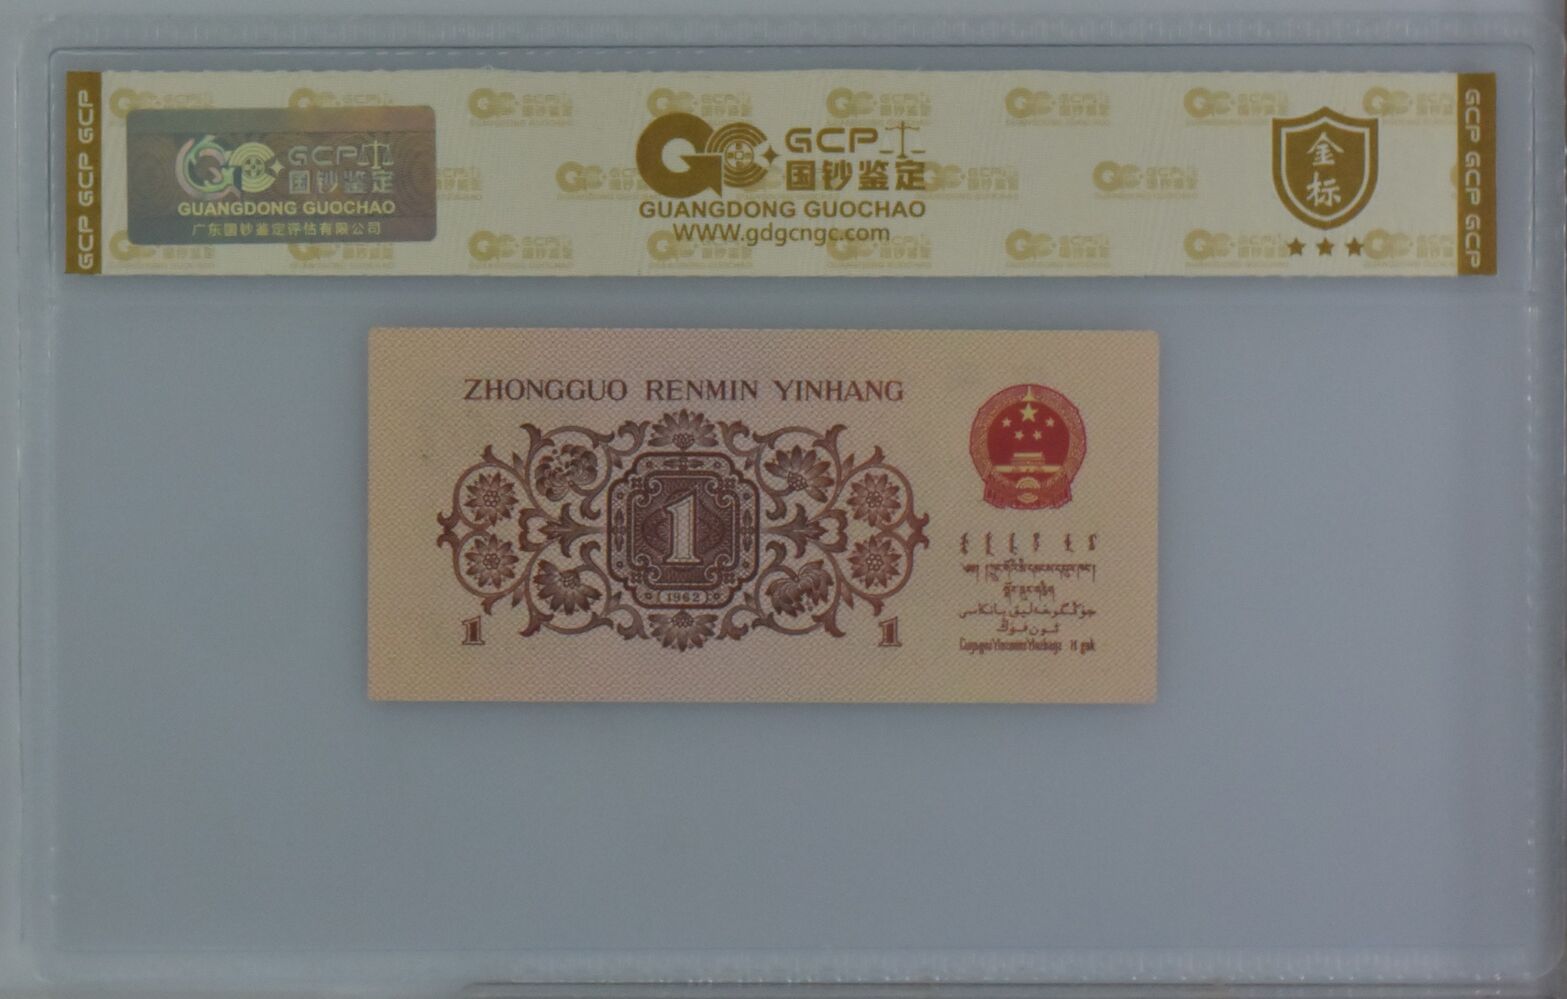 GCP GCP GCP
GCP 国钞鉴定
GUANGDONG GUOCHAO
广东国钞鉴定评估有限公司
GCP 国钞鉴定
GUANGDONG GUOCHAO
WWW.gdgcngc.com
金标
GCP GCP GCP
ZHONGGUO RENMIN YINHANG
1
1962
1
1